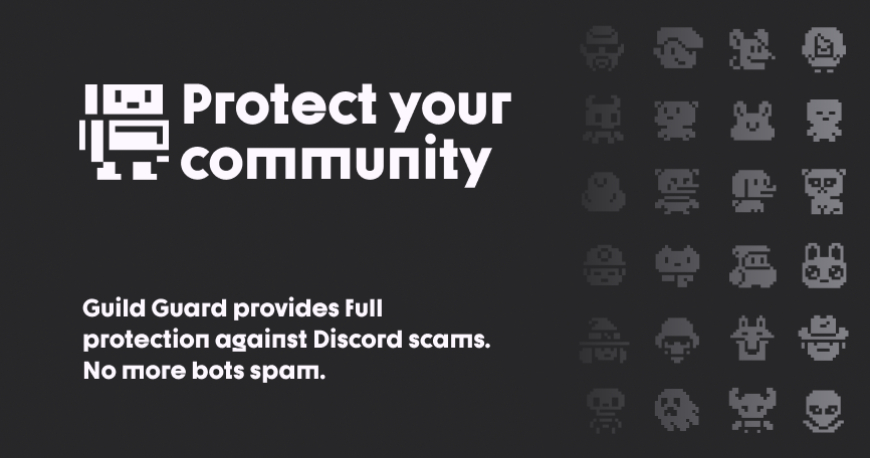 Protect your
community
Guild Guard provides full
protection against Discord scams.
No more bots spam.